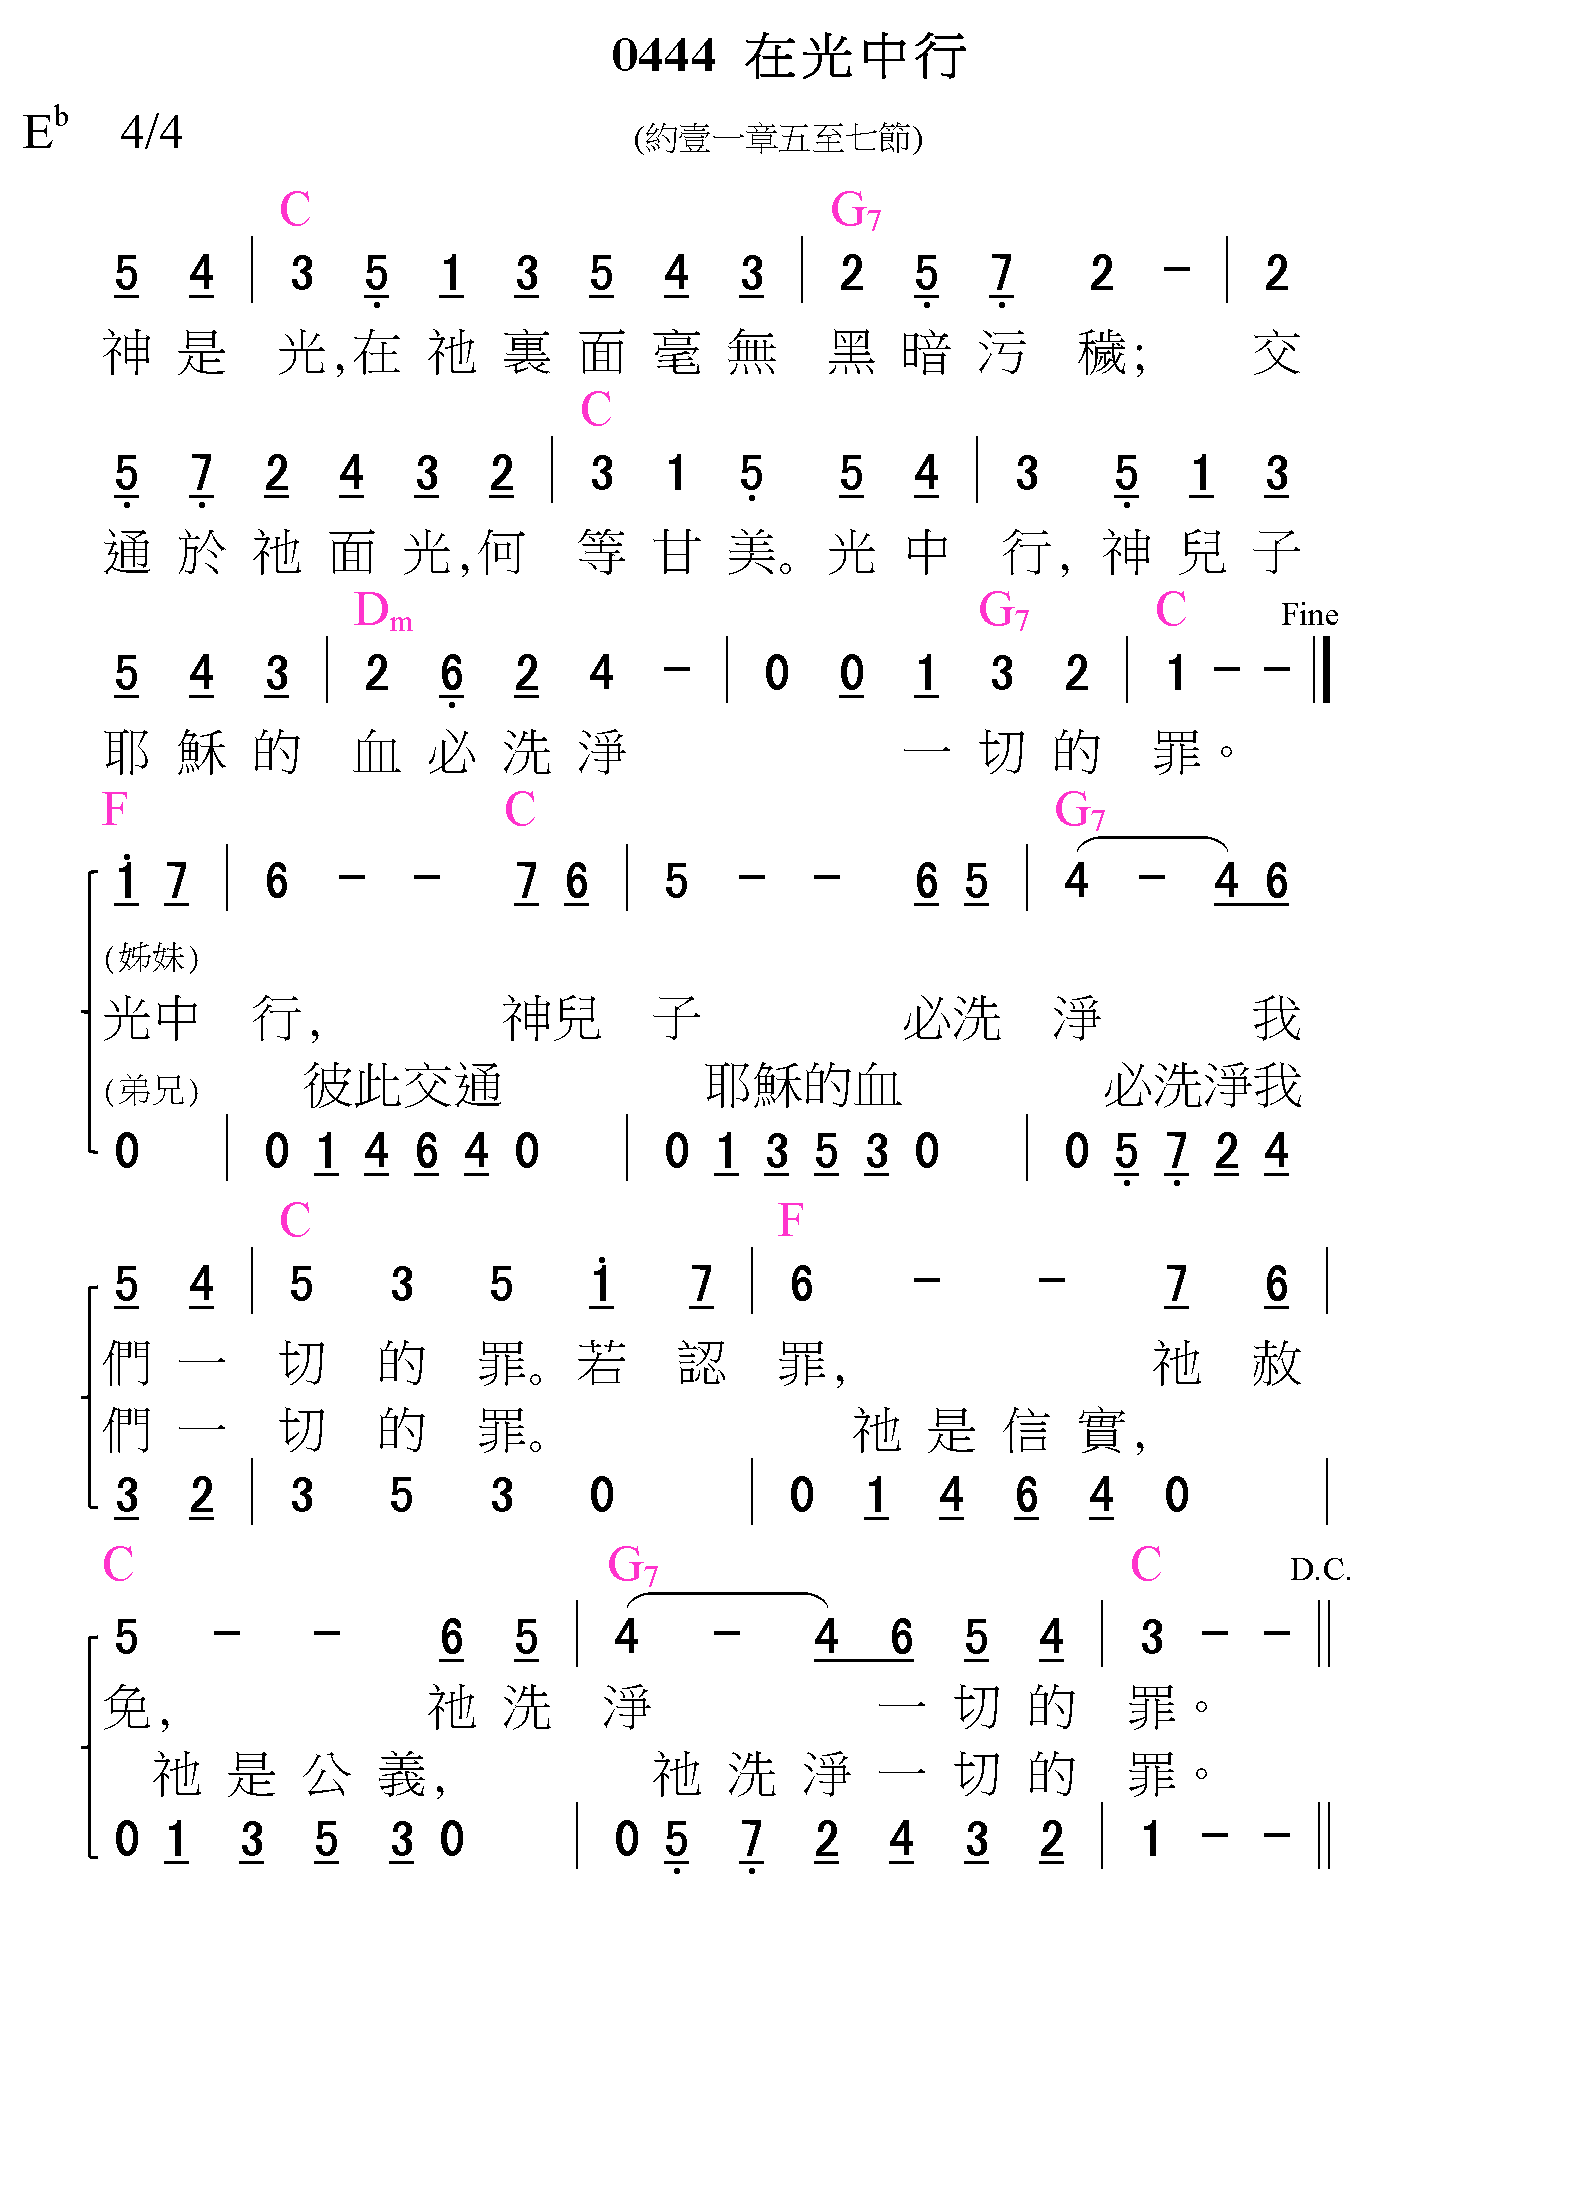 0444 在光中行
E♭ 4/4 (約壹一章五至七節)
C G7
5 4 | 3 5 1 3 5 4 3 | 2 5 7 2 － | 2
神是 光,在祂裏面毫無 黑暗污 穢; 交
C
5 7 2 4 3 2 | 3 1 5 5 4 | 3 5 1 3
通於祂面光,何 等甘美。光中 行, 神兒子
Dm G7 C Fine
5 4 3 | 2 6 2 4 － | 0 0 1 3 2 | 1 － － ‖
耶穌的 血必洗淨 一切的 罪。
F C G7
i 7 | 6 － － 7 6 | 5 － － 6 5 | 4 － 4 6
(姊妹)
光中 行, 神兒 子 必洗 淨 我
(弟兄) 彼此交通 耶穌的血 必洗淨我
0 | 0 1 4 6 4 0 | 0 1 3 5 3 0 | 0 5 7 2 4
C F
5 4 | 5 3 5 i 7 | 6 － － 7 6 |
們一 切 的 罪。若 認 罪, 祂 赦
們一 切 的 罪。 祂是信實,
3 2 | 3 5 3 0 | 0 1 4 6 4 0 |
C G7 C D.C.
5 － － 6 5 | 4 － 4 6 5 4 | 3 － － ‖
免, 祂洗 淨 一切的 罪。
祂是公義, 祂洗淨一切的 罪。
0 1 3 5 3 0 | 0 5 7 2 4 3 2 | 1 － － ‖